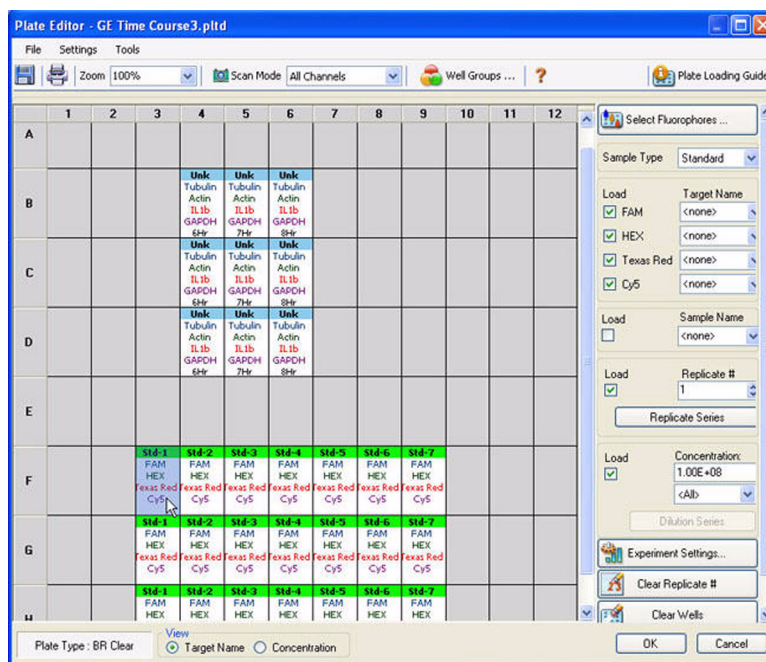 Plate Editor - GE Time Course3.pltd
File Settings Tools
Zoom 100% Scan Mode All Channels Well Groups ... ? Plate Loading Guide
1 2 3 4 5 6 7 8 9 10 11 12
A
Unk Unk Unk
Tubulin Tubulin Tubulin
Actin Actin Actin
B
IL1b IL1b IL1b
GAPDH GAPDH GAPDH
6Hr 7Hr 8Hr
Unk Unk Unk
Tubulin Tubulin Tubulin
Actin Actin Actin
C
IL1b IL1b IL1b
GAPDH GAPDH GAPDH
6Hr 7Hr 8Hr
Unk Unk Unk
Tubulin Tubulin Tubulin
Actin Actin Actin
D
IL1b IL1b IL1b
GAPDH GAPDH GAPDH
6Hr 7Hr 8Hr
E
Std-1 Std-2 Std-3 Std-4 Std-5 Std-6 Std-7
FAM FAM FAM FAM FAM FAM FAM
HEX HEX HEX HEX HEX HEX HEX
F
Texas Red Texas Red Texas Red Texas Red Texas Red Texas Red Texas Red
Cy5 Cy5 Cy5 Cy5 Cy5 Cy5 Cy5
Std-1 Std-2 Std-3 Std-4 Std-5 Std-6 Std-7
FAM FAM FAM FAM FAM FAM FAM
HEX HEX HEX HEX HEX HEX HEX
G
Texas Red Texas Red Texas Red Texas Red Texas Red Texas Red Texas Red
Cy5 Cy5 Cy5 Cy5 Cy5 Cy5 Cy5
Std-1 Std-2 Std-3 Std-4 Std-5 Std-6 Std-7
FAM FAM FAM FAM FAM FAM FAM
HEX HEX HEX HEX HEX HEX HEX
H
Select Fluorophores ...
Sample Type Standard
Load Target Name
FAM <none>
HEX <none>
Texas Red <none>
Cy5 <none>
Load Sample Name
<none>
Load Replicate #
1
Replicate Series
Load Concentration:
1.00E+08
<All>
Dilution Series
Experiment Settings...
Clear Replicate #
Clear Wells
Plate Type : BR Clear
View
Target Name Concentration
OK Cancel